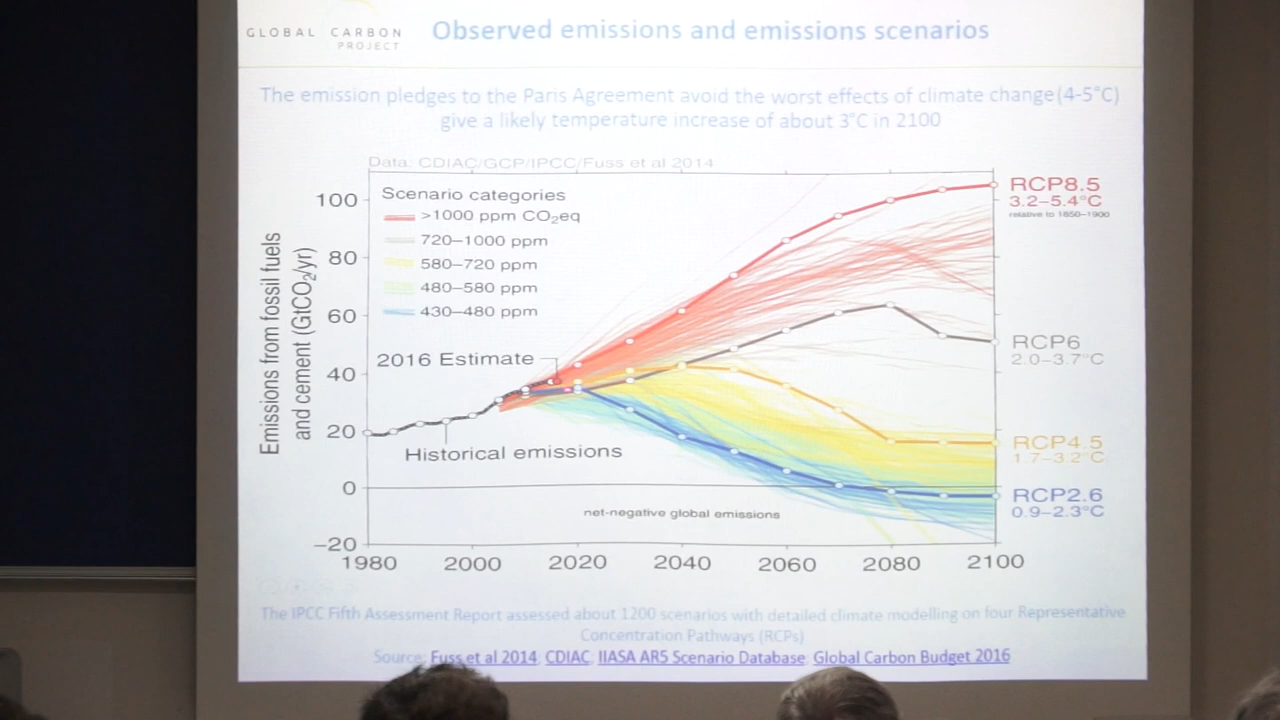 GLOBAL CARBON
PROJECT
Observed emissions and emissions scenarios
The emission pledges to the Paris Agreement avoid the worst effects of climate change (4-5°C)
give a likely temperature increase of about 3°C in 2100
Data: CDIAC/GCP/IPCC/Fuss et al 2014
Scenario categories
>1000 ppm CO₂eq
720–1000 ppm
580–720 ppm
480–580 ppm
430–480 ppm
Emissions from fossil fuels
and cement (GtCO₂/yr)
100
80
60
40
20
0
−20
2016 Estimate
Historical emissions
net-negative global emissions
RCP8.5
3.2–5.4°C
relative to 1850–1900
RCP6
2.0–3.7°C
RCP4.5
1.7–3.2°C
RCP2.6
0.9–2.3°C
1980 2000 2020 2040 2060 2080 2100
The IPCC Fifth Assessment Report assessed about 1200 scenarios with detailed climate modelling on four Representative
Concentration Pathways (RCPs)
Source: Fuss et al 2014; CDIAC; IIASA AR5 Scenario Database; Global Carbon Budget 2016